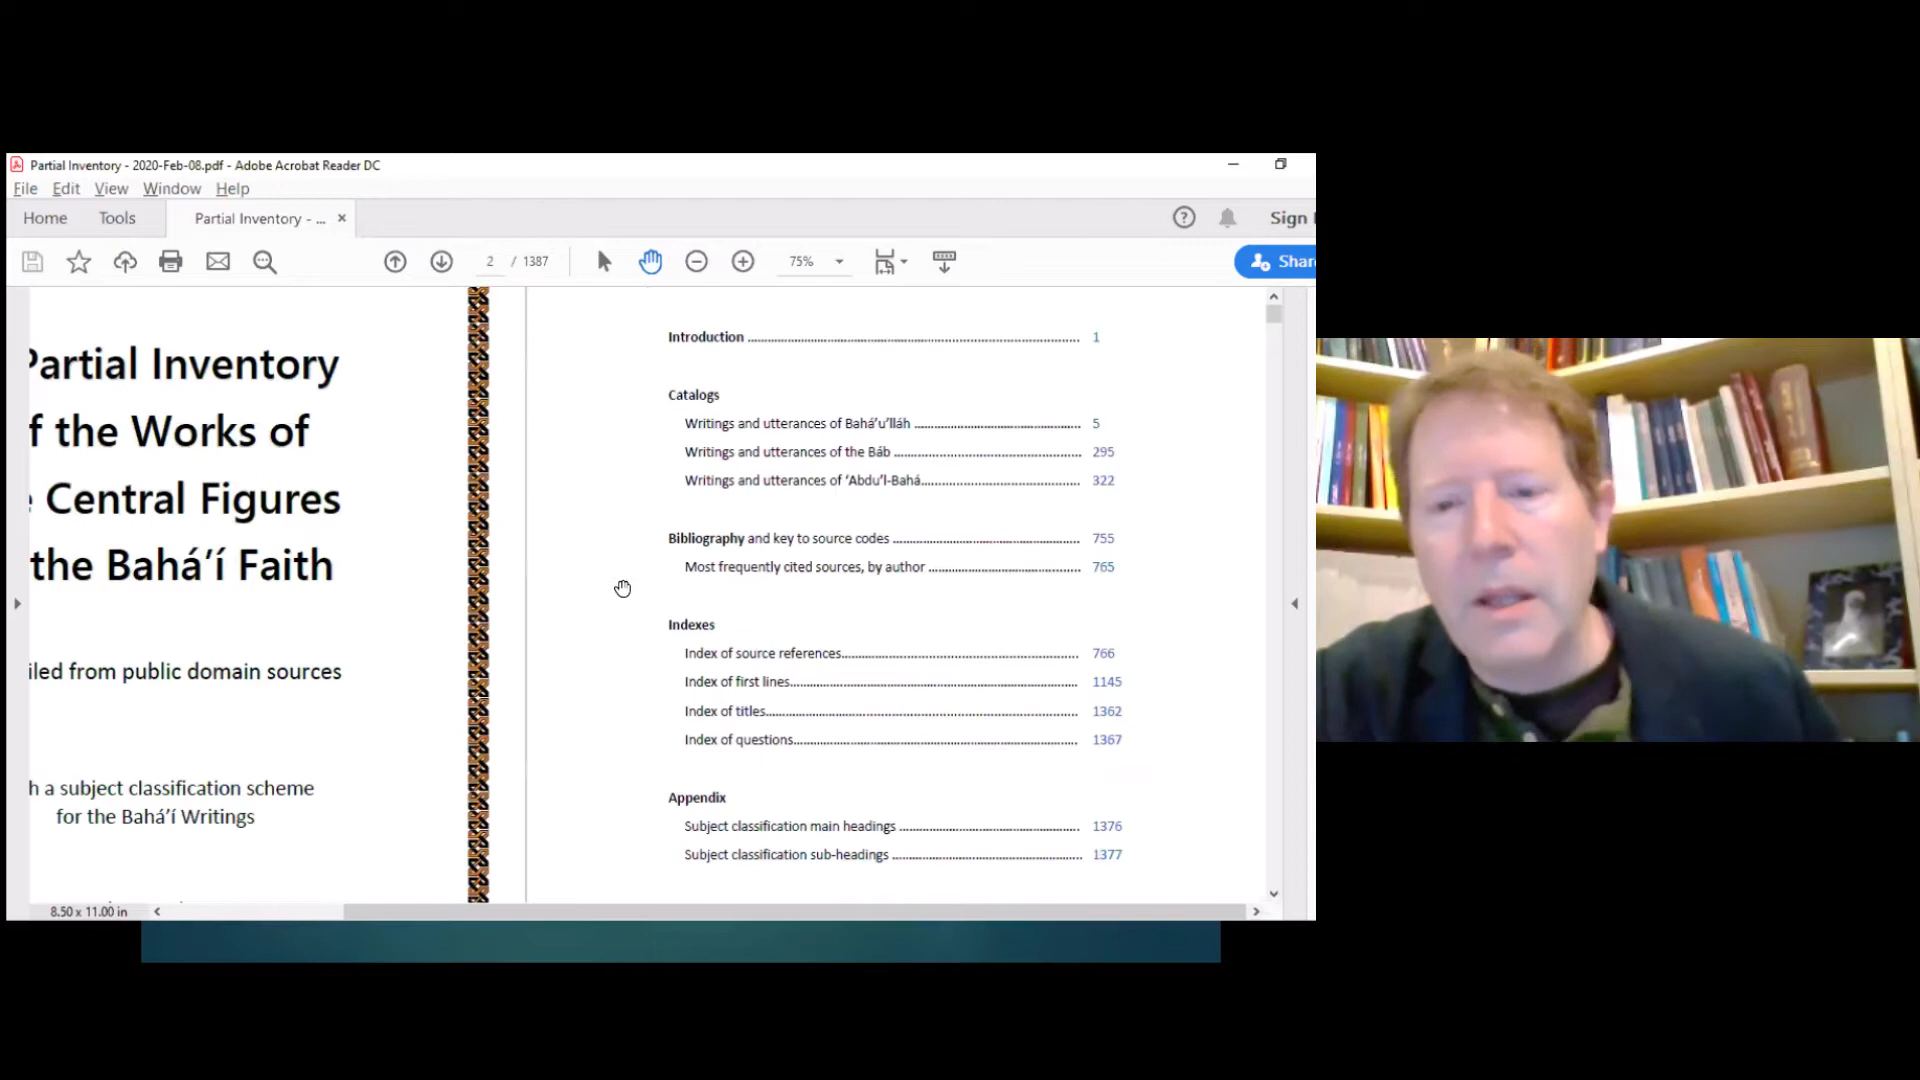 Partial Inventory - 2020-Feb-08.pdf - Adobe Acrobat Reader DC
File Edit View Window Help
Home Tools Partial Inventory - ... × Sign
2 / 1387 75% Shar
Partial Inventory
f the Works of
Central Figures
the Bahá’í Faith
iled from public domain sources
h a subject classification scheme
for the Bahá’í Writings
Introduction 1
Catalogs
Writings and utterances of Bahá’u’lláh 5
Writings and utterances of the Báb 295
Writings and utterances of ‘Abdu’l-Bahá 322
Bibliography and key to source codes 755
Most frequently cited sources, by author 765
Indexes
Index of source references 766
Index of first lines 1145
Index of titles 1362
Index of questions 1367
Appendix
Subject classification main headings 1376
Subject classification sub-headings 1377
8.50 x 11.00 in